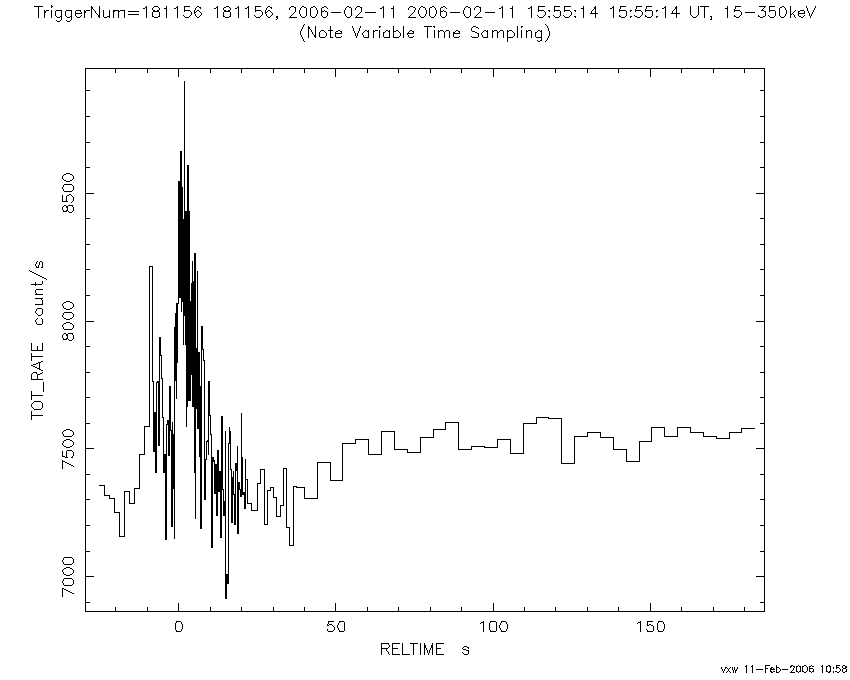 TriggerNum=181156 181156, 2006-02-11 2006-02-11 15:55:14 15:55:14 UT, 15-350keV
(Note Variable Time Sampling)
8500
8000
7500
7000
TOT_RATE count/s
0 50 100 150
RELTIME s
vxw 11-Feb-2006 10:58